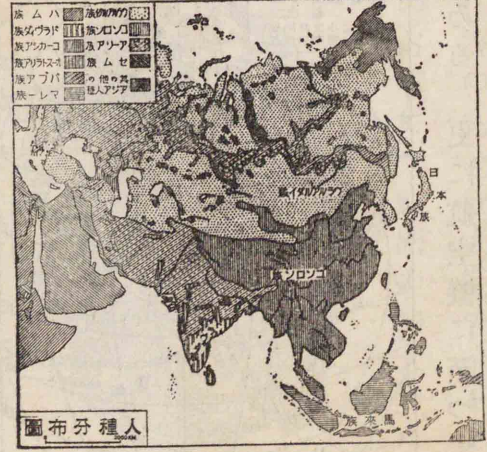 ウラルアルタイ族
コンロン族
アーリア族
セム族
其の他の
アジア人種
ハム族
ドラヴィダ族
コーカシア族
オーストラリア族
パプア族
マレー族
ウラルアルタイ族
コンロン族
日本族
馬來族
人種分布圖